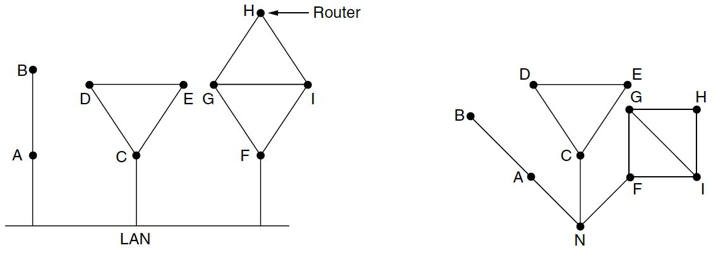 H Router
B
D E G I
A C F
LAN
D E
G H
B
C
A F I
N